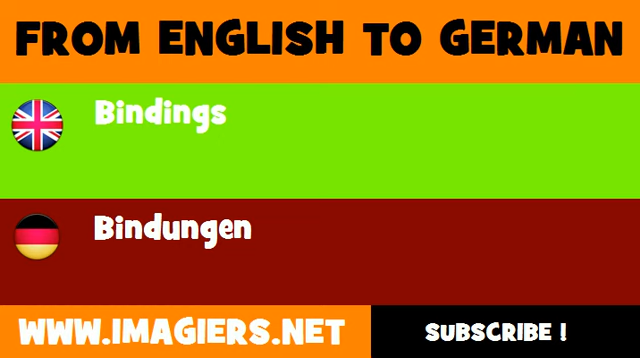 FROM ENGLISH TO GERMAN
Bindings
Bindungen
WWW.IMAGIERS.NET
SUBSCRIBE !